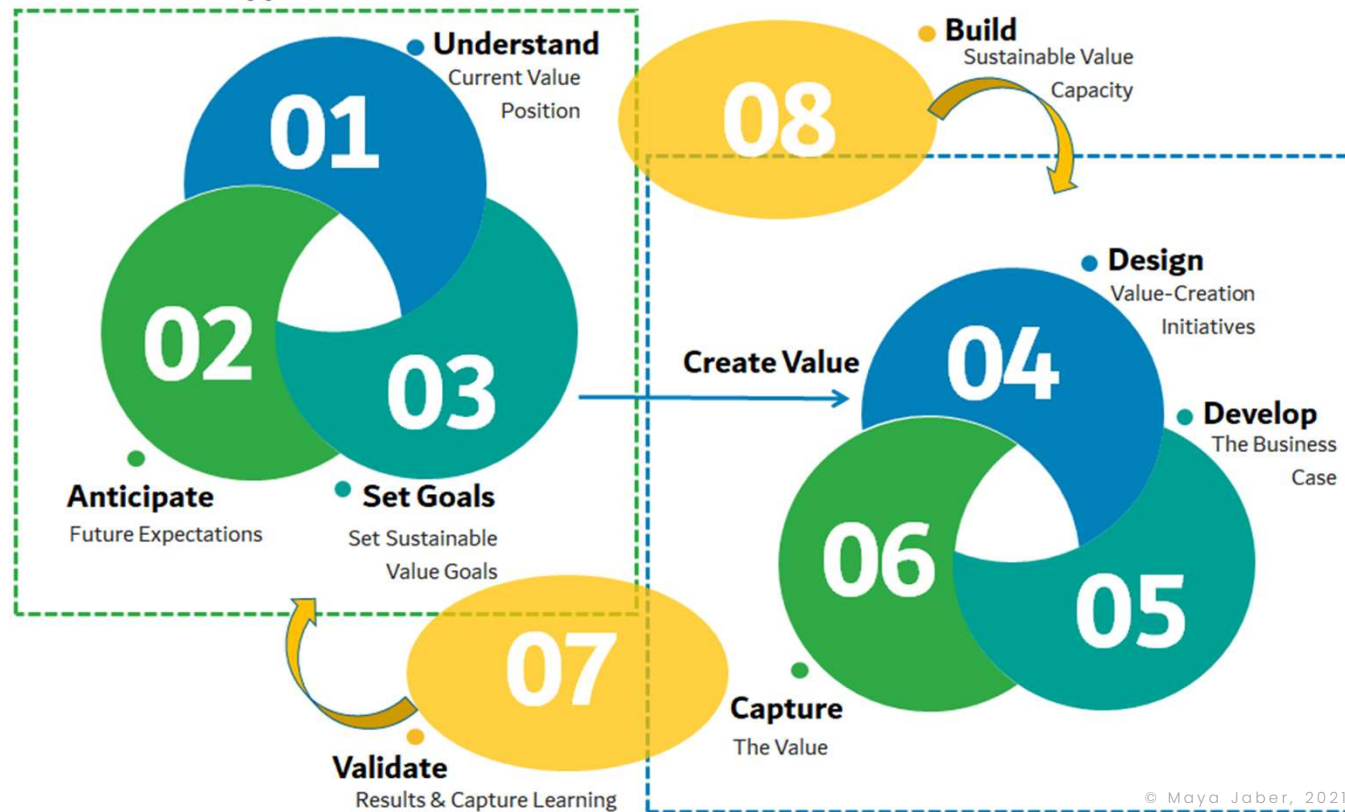 01
Understand
Current Value
Position
02
Anticipate
Future Expectations
03
Set Goals
Set Sustainable
Value Goals
Create Value
04
Design
Value-Creation
Initiatives
05
Develop
The Business
Case
06
Capture
The Value
07
Validate
Results & Capture Learning
08
Build
Sustainable Value
Capacity
© Maya Jaber, 2021